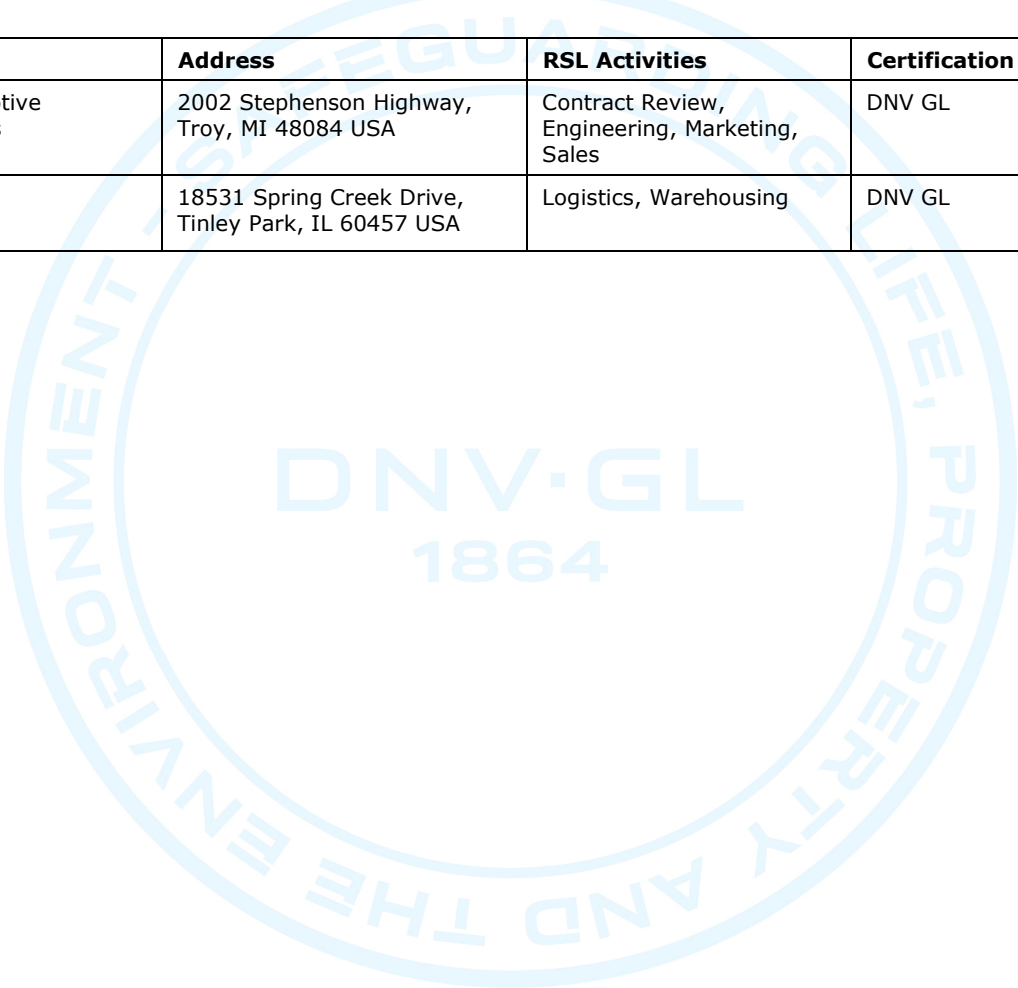 Address RSL Activities Certification
2002 Stephenson Highway, Contract Review, DNV GL
Troy, MI 48084 USA Engineering, Marketing,
Sales
18531 Spring Creek Drive, Logistics, Warehousing DNV GL
Tinley Park, IL 60457 USA
SAFEGUARDING LIFE, PROPERTY AND THE ENVIRONMENT
DNV·GL
1864